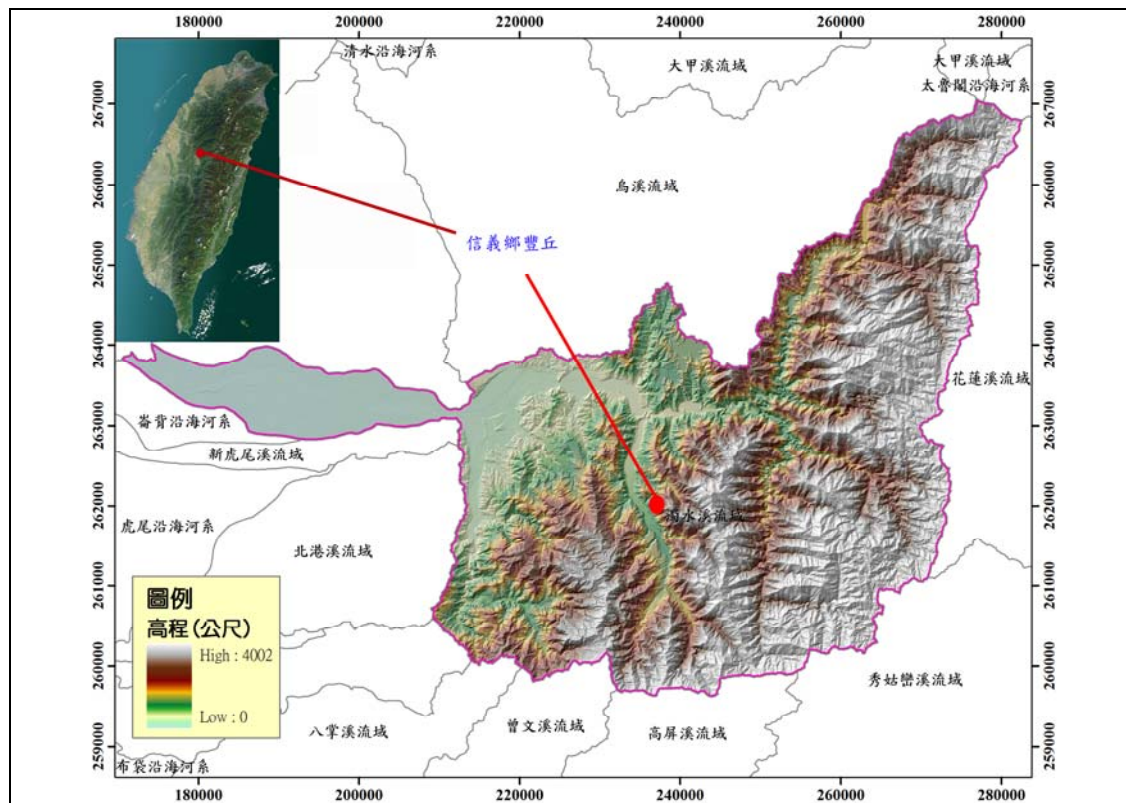 180000 200000 220000 240000 260000 280000
清水沿海河系
大甲溪流域
大甲溪流域
太魯閣沿海河系
267000
267000
烏溪流域
266000
266000
信義鄉豐丘
265000
265000
264000
264000
花蓮溪流域
崙背沿海河系
263000
263000
新虎尾溪流域
262000
濁水溪流域
262000
虎尾沿海河系
北港溪流域
261000
261000
圖例
高程(公尺)
High : 4002
Low : 0
260000
260000
秀姑巒溪流域
八掌溪流域
曾文溪流域
高屏溪流域
259000
259000
布袋沿海河系
180000 200000 220000 240000 260000 280000